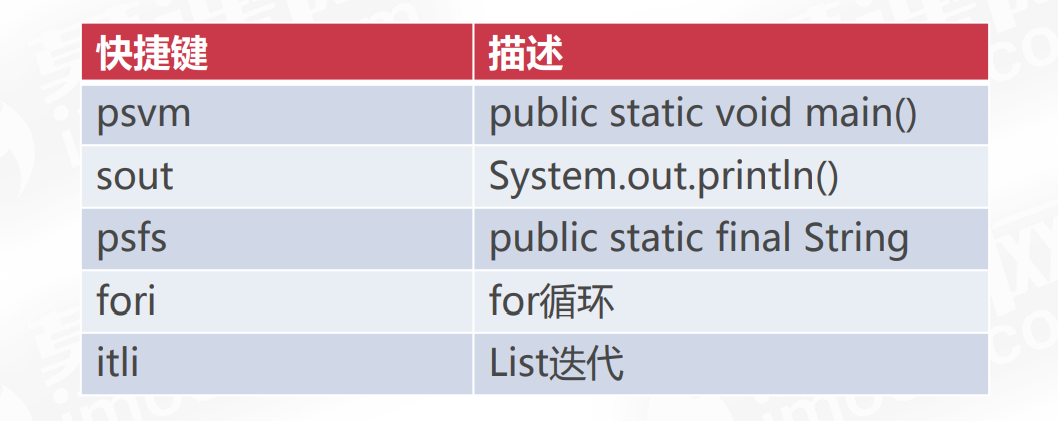 快捷键 描述
psvm public static void main()
sout System.out.println()
psfs public static final String
fori for循环
itli List迭代